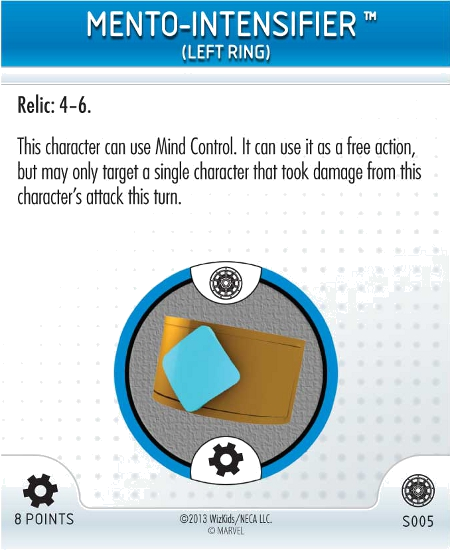 MENTO-INTENSIFIER ™
(LEFT RING)
Relic: 4-6.
This character can use Mind Control. It can use it as a free action,
but may only target a single character that took damage from this
character's attack this turn.
8 POINTS
©2013 WizKids/NECA LLC.
© MARVEL
S005